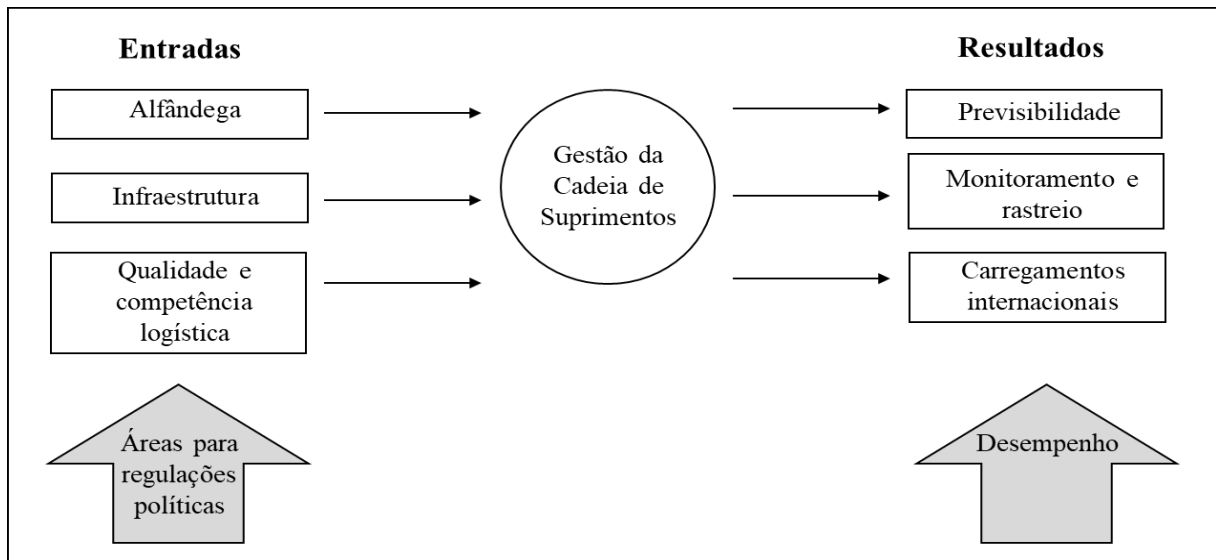 Entradas
Alfândega
Infraestrutura
Qualidade e
competência
logística
Áreas para
regulações
políticas
Gestão da
Cadeia de
Suprimentos
Resultados
Previsibilidade
Monitoramento e
rastreio
Carregamentos
internacionais
Desempenho